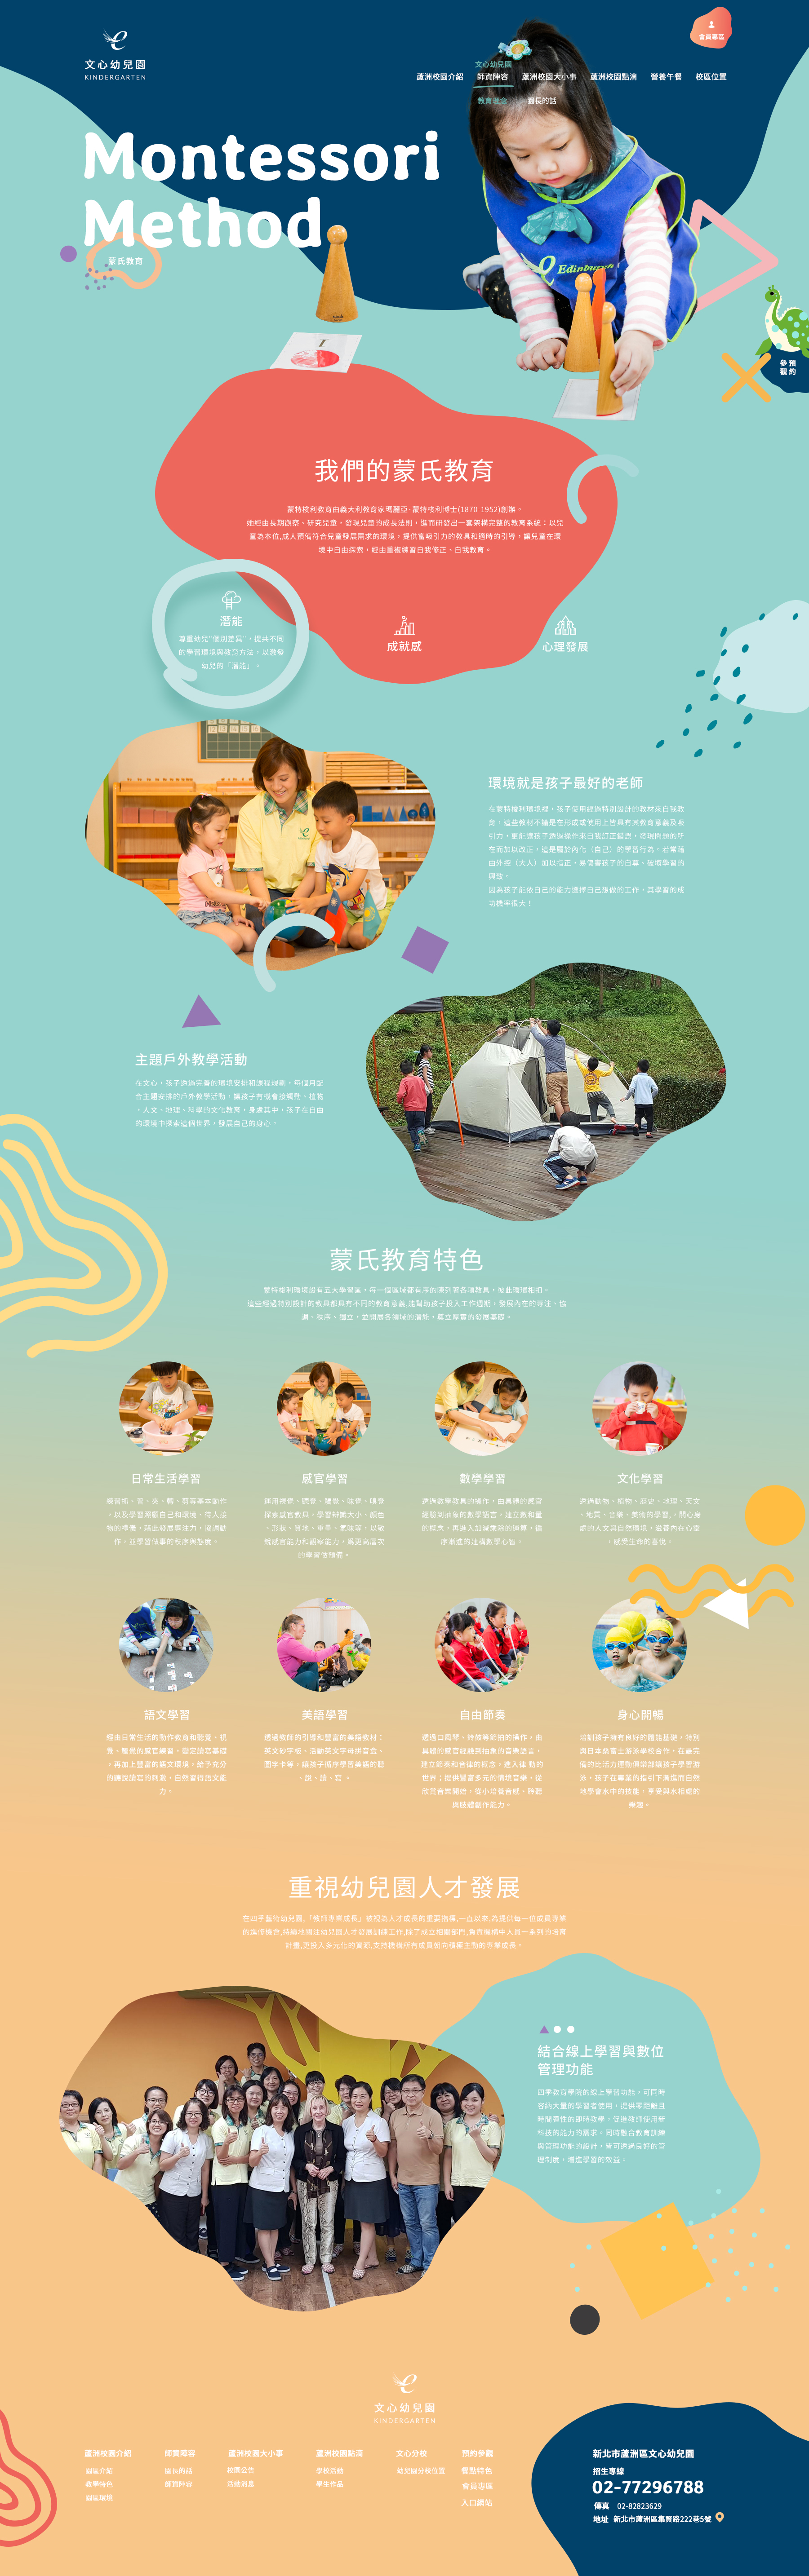 文心幼兒園
KINDERGARTEN
會員專區
文心幼兒園
蘆洲校園介紹 師資陣容 蘆洲校園大小事 蘆洲校園點滴 營養午餐 校區位置
教育理念 園長的話
Montessori
Method
蒙氏教育
Edinburgh
參 預
觀 約
我們的蒙氏教育
蒙特梭利教育由義大利教育家瑪麗亞·蒙特梭利博士(1870-1952)創辦。
她經由長期觀察、研究兒童，發現兒童的成長法則，進而研發出一套架構完整的教育系統：以兒
童為本位,成人預備符合兒童發展需求的環境，提供富吸引力的教具和適時的引導，讓兒童在環
境中自由探索，經由重複練習自我修正、自我教育。
潛能
尊重幼兒"個別差異"，提共不同
的學習環境與教育方法，以激發
幼兒的「潛能」。
成就感
心理發展
環境就是孩子最好的老師
在蒙特梭利環境裡，孩子使用經過特別設計的教材來自我教
育。這些教材不論是在形成或使用上皆具有其教育意義及吸
引力，更能讓孩子透過操作來自我訂正錯誤，發現問題的所
在而加以改正，這是屬於內化（自己）的學習行為。若常藉
由外控（大人）加以指正，易傷害孩子的自尊、破壞學習的
興致。
因為孩子能依自己的能力選擇自己想做的工作，其學習的成
功機率很大！
主題戶外教學活動
在文心，孩子透過完善的環境安排和課程規劃，每個月配
合主題安排的戶外教學活動，讓孩子有機會接觸動、植物
、人文、地理、科學的文化教育，身處其中，孩子在自由
的環境中探索這個世界，發展自己的身心。
蒙氏教育特色
蒙特梭利環境設有五大學習區，每一個區域都有序的陳列著各項教具，彼此環環相扣。
這些經過特別設計的教具都具有不同的教育意義,能幫助孩子投入工作週期，發展內在的專注、協
調、秩序、獨立，並開展各領域的潛能，奠立厚實的發展基礎。
日常生活學習
練習抓、發、夾、轉、剪等基本動作
，以及學習照顧自己和環境、待人接
物的禮儀，藉此發展專注力、協調動
作，並學習做事的秩序與態度。
感官學習
運用視覺、聽覺、觸覺、味覺、嗅覺
探索感官教具，學習辨識大小、顏色
、形狀、質地、重量、氣味等，以敏
銳感官能力和觀察能力，爲更高層次
的學習做預備。
數學學習
透過數學教具的操作，由具體的感官
經驗到抽象的數學語言，建立數和量
的概念，再進入加減乘除的運算，循
序漸進的建構數學心智。
文化學習
透過動物、植物、歷史、地理、天文
、地質、音樂、美術的學習，關心身
處的人文與自然環境，滋養內在心靈
，感受生命的喜悅。
語文學習
經由日常生活的動作教育和聽覺、視
覺、觸覺的感官練習，奠定讀寫基礎
，再加上豐富的語文環境，給予充分
的聽說讀寫的刺激，自然習得語文能
力。
美語學習
透過教師的引導和豐富的美語教材：
英文砂字板、活動英文字母拼音盒、
圖字卡等，讓孩子循序學習美語的聽
、說、讀、寫 。
自由節奏
透過口風琴、鈴鼓等節拍的操作，由
具體的感官經驗到抽象的音樂語言，
建立節奏和音律的概念，進入律 動的
世界；提供豐富多元的情境音樂，從
欣賞音樂開始，從小培養音感、聆聽
與肢體創作能力。
身心開暢
培訓孩子擁有良好的體能基礎，特別
與日本桑富士游泳學校合作，在最完
備的比活力運動俱樂部讓孩子學習游
泳，孩子在專業的指引下漸進而自然
地學會水中的技能，享受與水相處的
樂趣。
重視幼兒園人才發展
在四季藝術幼兒園,「教師專業成長」被視為人才成長的重要指標,一直以來,為提供每一位成員專業
的進修機會,持續地關注幼兒園人才發展訓練工作,除了成立相關部門,負責機構中人員一系列的培育
計畫,更投入多元化的資源,支持機構所有成員朝向積極主動的專業成長。
結合線上學習與數位
管理功能
四季教育學院的線上學習功能，可同時
容納大量的學習者使用，提供零距離且
時間彈性的即時教學，促進教師使用新
科技的能力的需求，同時融合教育訓練
與管理功能的設計，皆可透過良好的管
理制度，增進學習的效益。
文心幼兒園
KINDERGARTEN
蘆洲校園介紹 師資陣容 蘆洲校園大小事 蘆洲校園點滴 文心分校 預約參觀
園區介紹 園長的話 校園公告 學校活動 幼兒園分校位置 餐點特色
教學特色 師資陣容 活動消息 學生作品 會員專區
園區環境 入口網站
新北市蘆洲區文心幼兒園
招生專線
02-77296788
傳真 02-82823629
地址 新北市蘆洲區集賢路222巷5號